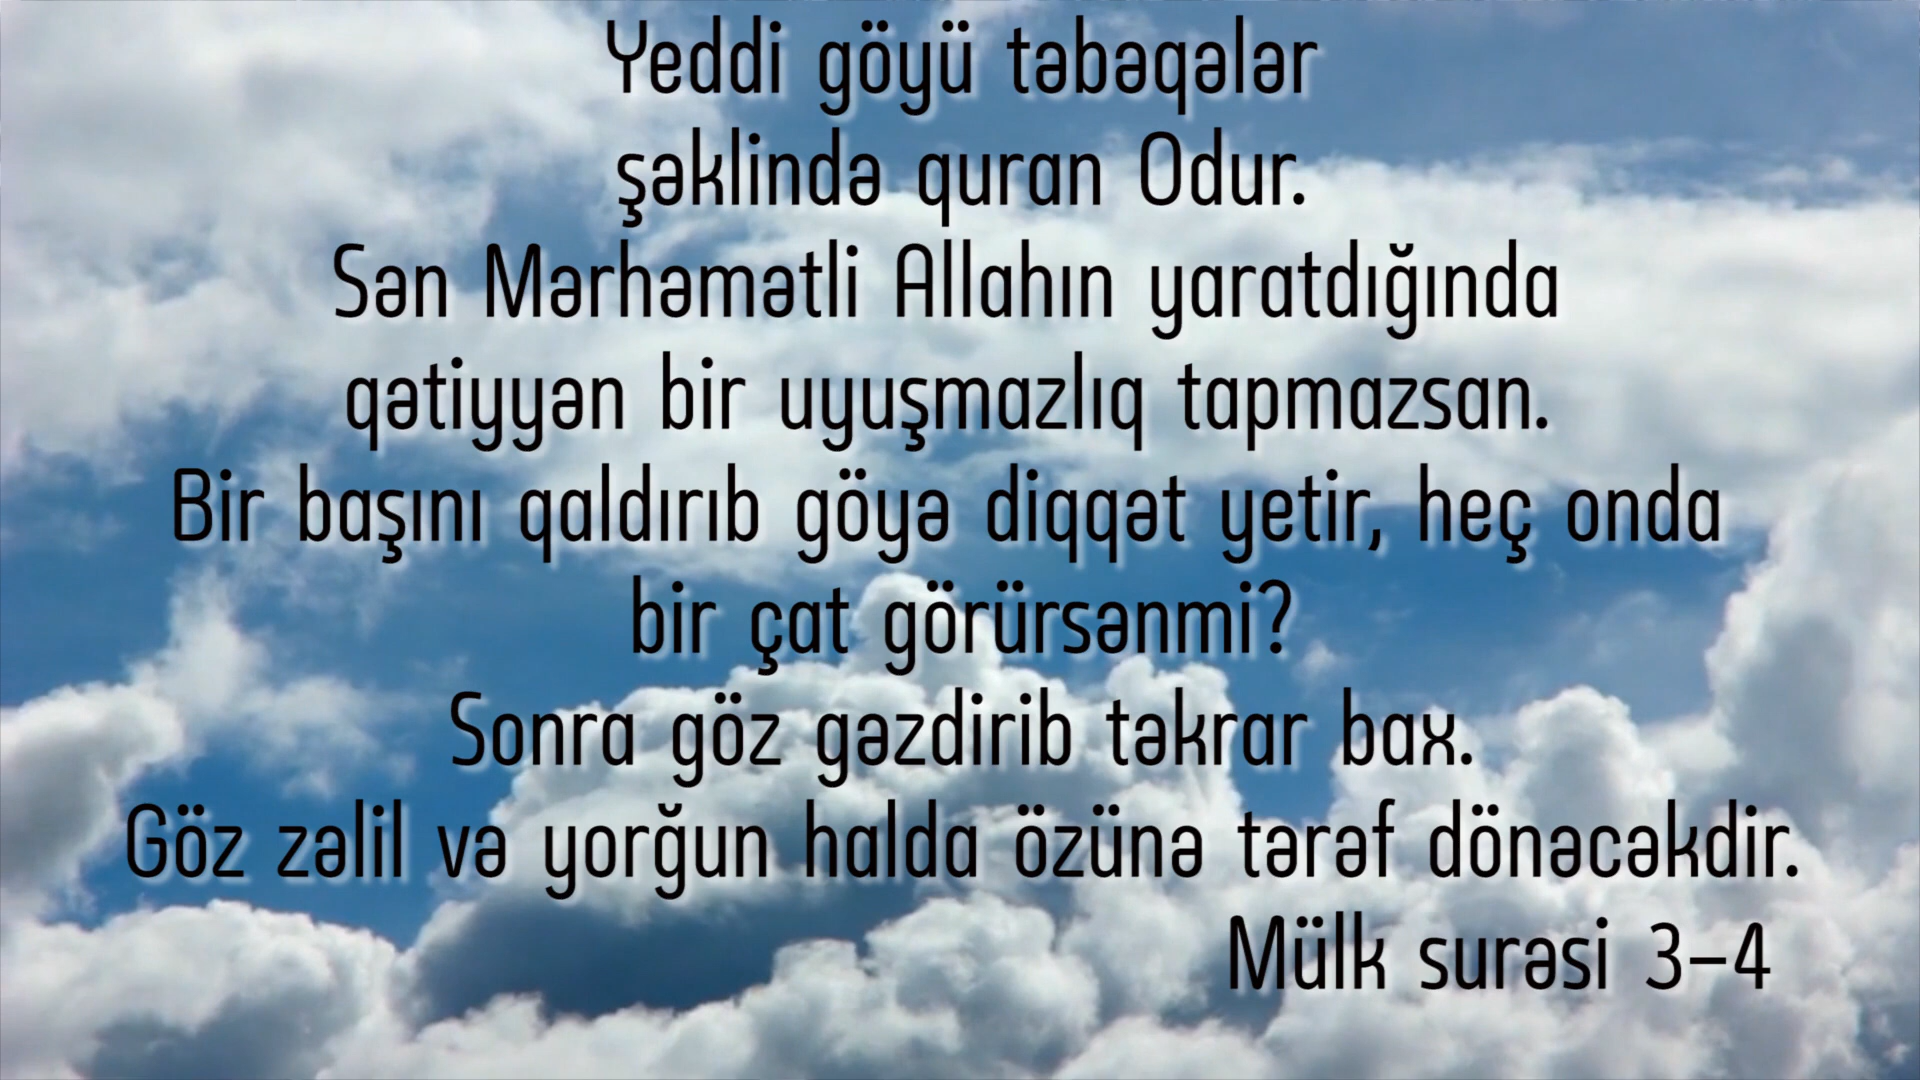 Yeddi göyü təbəqələr
şəklində quran Odur.
Sən Mərhəmətli Allahın yaratdığında
qətiyyən bir uyuşmazlıq tapmazsan.
Bir başını qaldırıb göyə diqqət yetir, heç onda
bir çat görürsənmi?
Sonra göz gəzdirib təkrar bax.
Göz zəlil və yorğun halda özünə tərəf dönəcəkdir.
Mülk surəsi 3–4